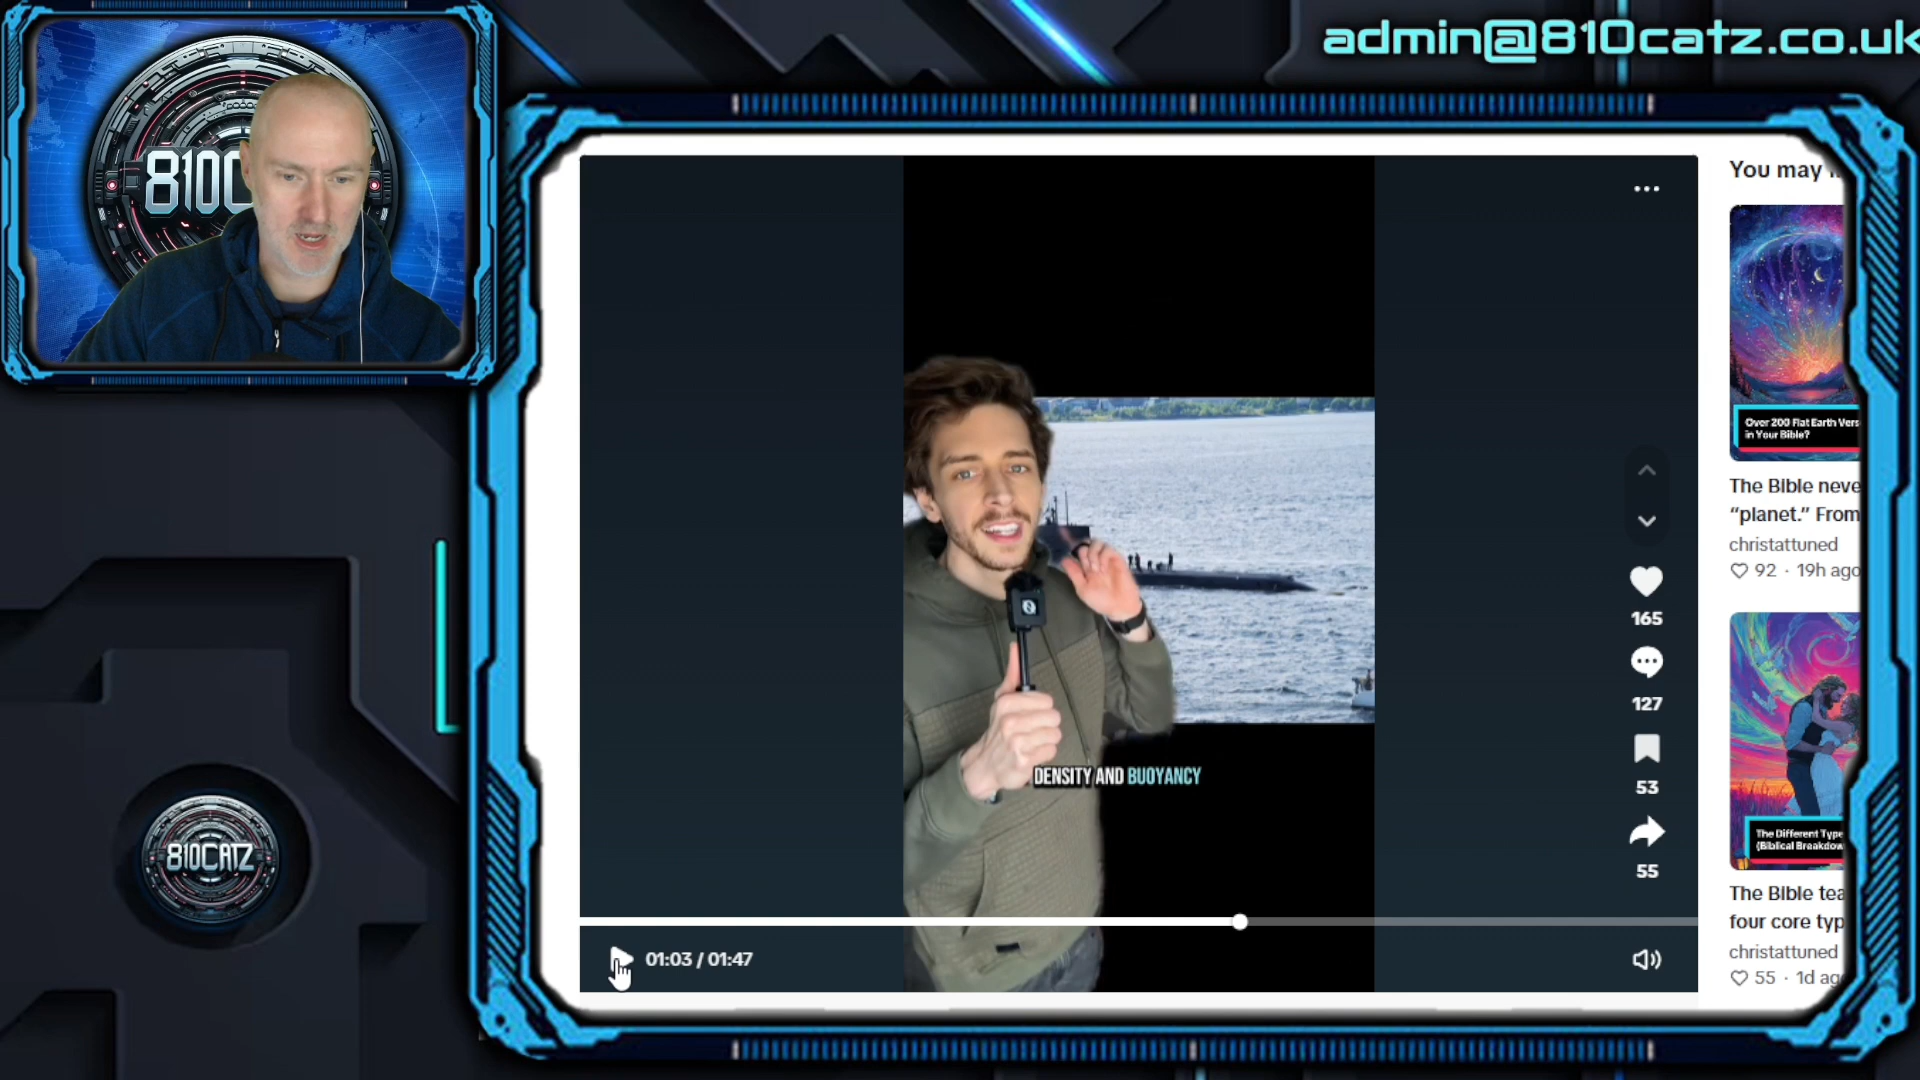 admin@810catz.co.uk
810C
You may
Over 200 Flat Earth Vers
in Your Bible?
The Bible neve
“planet.” From
christattuned
92 · 19h ago
165
127
53
55
DENSITY AND BUOYANCY
The Different Type
(Biblical Breakdow
The Bible tea
four core typ
christattuned
55 · 1d ag
01:03 / 01:47
810CATZ